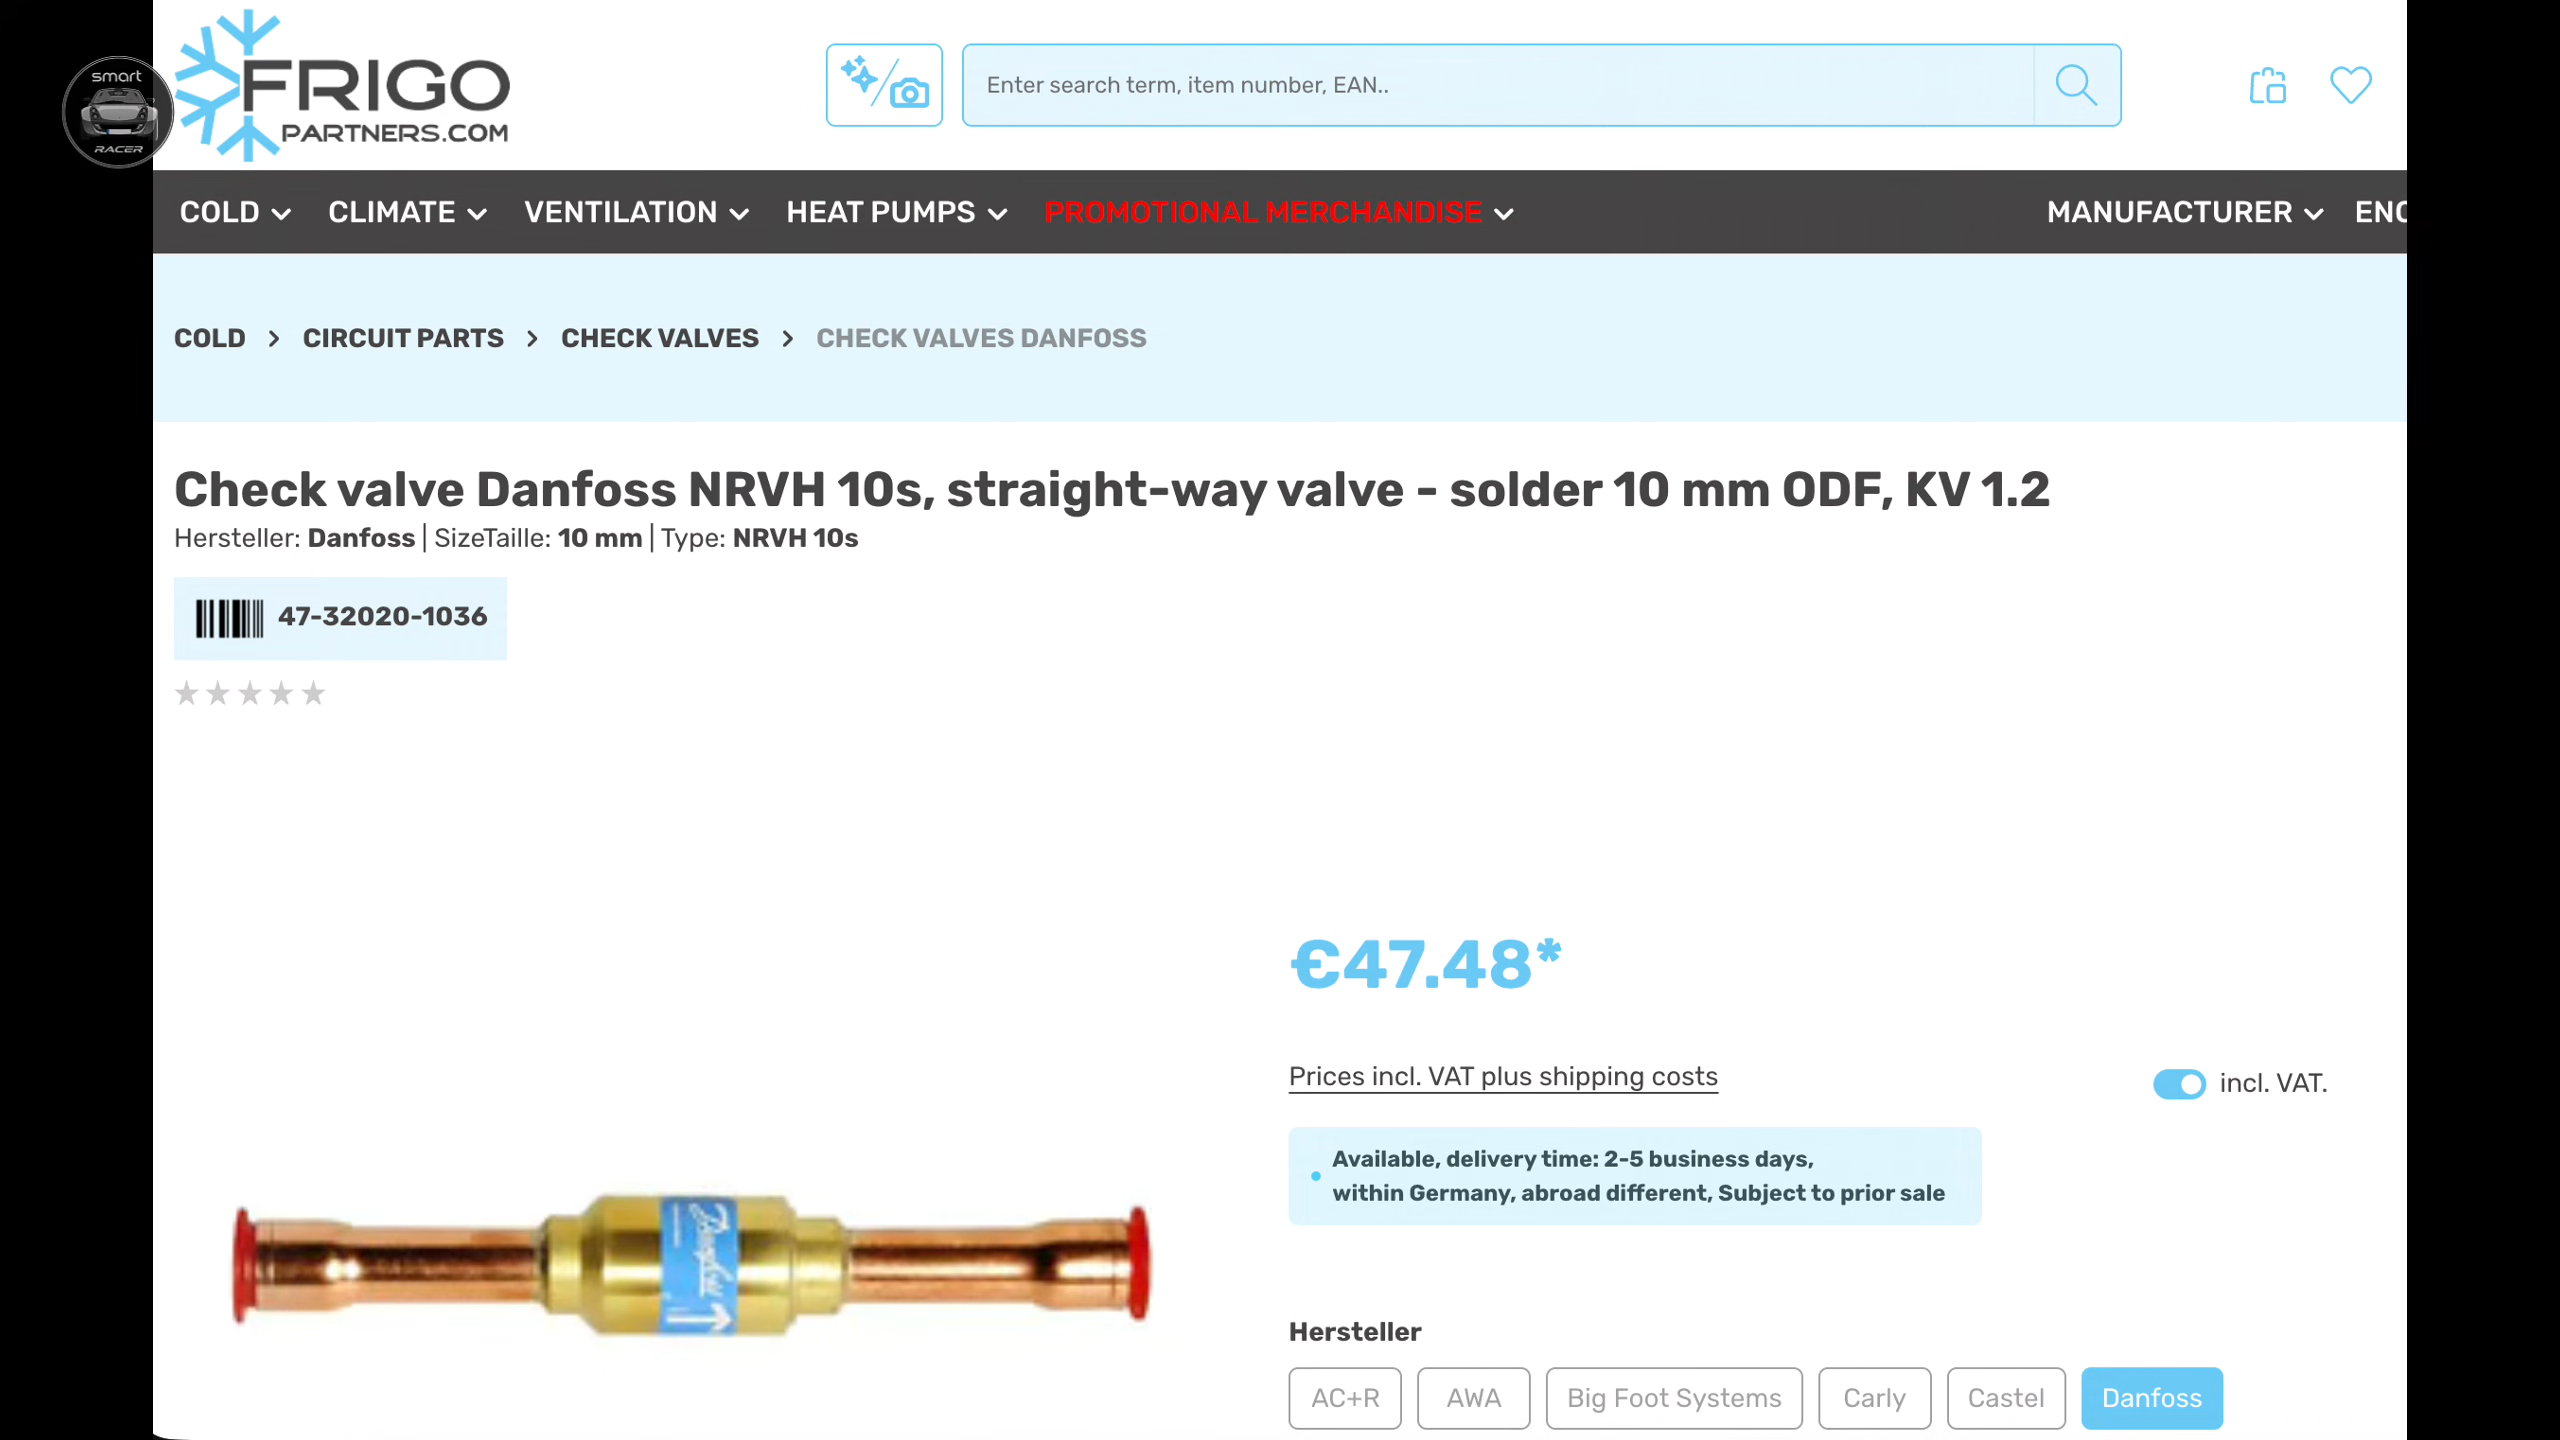 smart
RACER
FRIGO
PARTNERS.COM
Enter search term, item number, EAN..
COLD
CLIMATE
VENTILATION
HEAT PUMPS
PROMOTIONAL MERCHANDISE
MANUFACTURER
ENG
COLD > CIRCUIT PARTS > CHECK VALVES > CHECK VALVES DANFOSS
Check valve Danfoss NRVH 10s, straight-way valve - solder 10 mm ODF, KV 1.2
Hersteller: Danfoss | SizeTaille: 10 mm | Type: NRVH 10s
47-32020-1036
€47.48*
Prices incl. VAT plus shipping costs
incl. VAT.
Available, delivery time: 2-5 business days,
within Germany, abroad different, Subject to prior sale
Danfoss
Hersteller
AC+R
AWA
Big Foot Systems
Carly
Castel
Danfoss